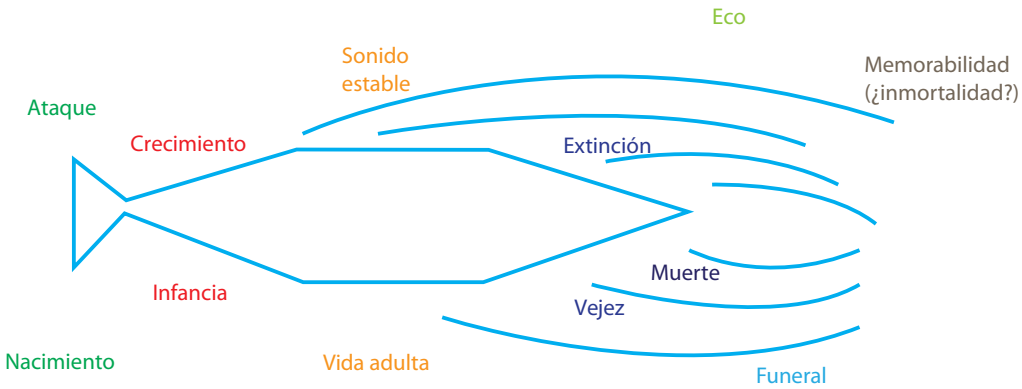 Eco
Sonido
estable
Memorabilidad
(¿inmortalidad?)
Ataque
Crecimiento
Extinción
Muerte
Infancia
Vejez
Nacimiento
Vida adulta
Funeral